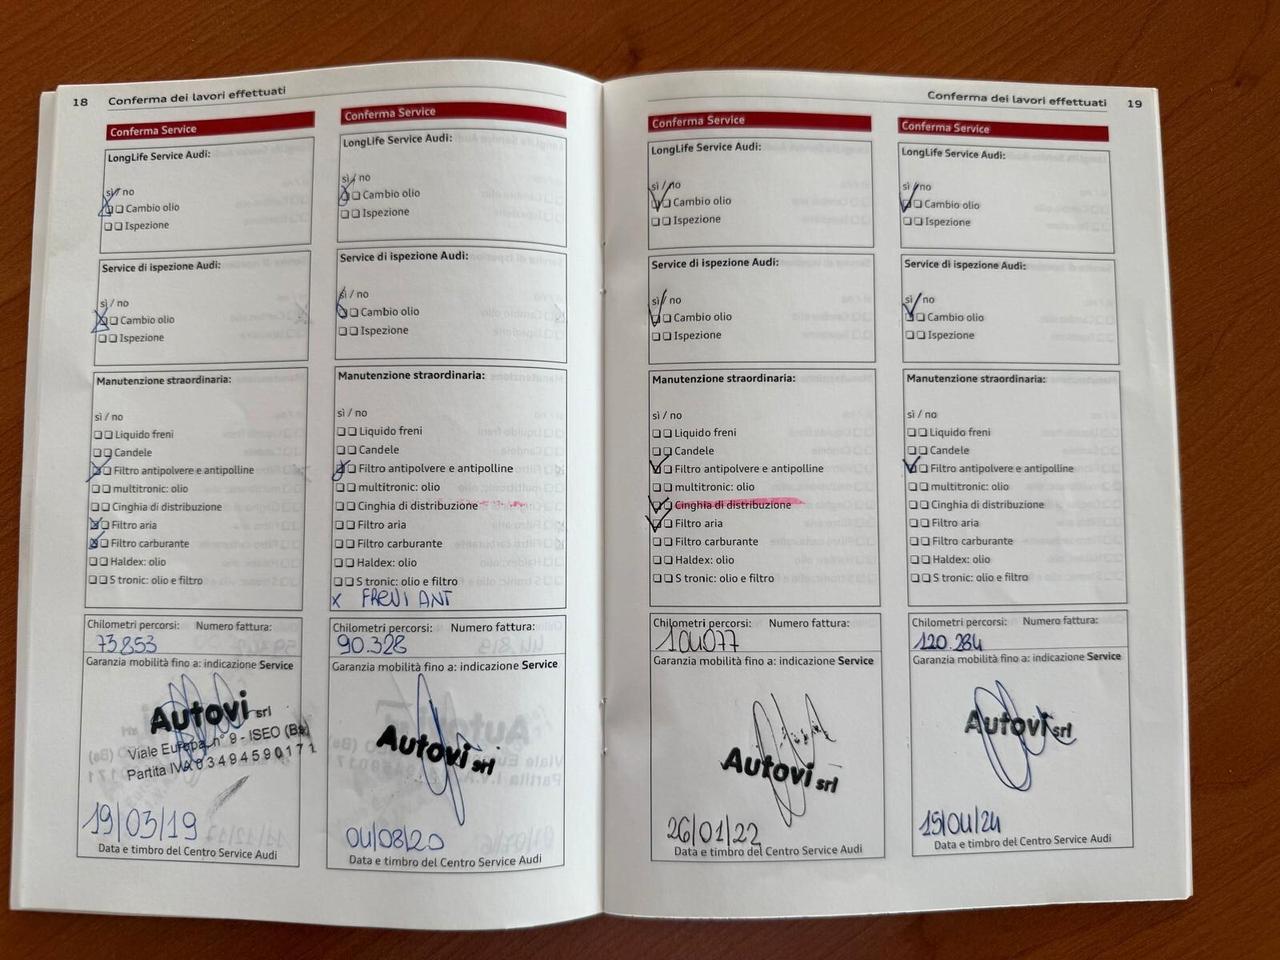 18 Conferma dei lavori effettuati
Conferma Service
LongLife Service Audi:
sì / no
Cambio olio
Ispezione
Service di ispezione Audi:
sì / no
Cambio olio
Ispezione
Manutenzione straordinaria:
sì / no
Liquido freni
Candele
Filtro antipolvere e antipolline
multitronic: olio
Cinghia di distribuzione
Filtro aria
Filtro carburante
Haldex: olio
S tronic: olio e filtro
Chilometri percorsi: Numero fattura:
73.853
Garanzia mobilità fino a: indicazione Service
Autovi srl
Viale Europa, n° 9 - ISEO (Bs)
Partita IVA 03494590171
19/03/19
Data e timbro del Centro Service Audi
Conferma Service
LongLife Service Audi:
sì / no
Cambio olio
Ispezione
Service di ispezione Audi:
sì / no
Cambio olio
Ispezione
Manutenzione straordinaria:
sì / no
Liquido freni
Candele
Filtro antipolvere e antipolline
multitronic: olio
Cinghia di distribuzione
Filtro aria
Filtro carburante
Haldex: olio
S tronic: olio e filtro
x FRENI ANT
Chilometri percorsi: Numero fattura:
90.328
Garanzia mobilità fino a: indicazione Service
Autovi srl
04/08/20
Data e timbro del Centro Service Audi
Conferma dei lavori effettuati 19
Conferma Service
LongLife Service Audi:
sì / no
Cambio olio
Ispezione
Service di ispezione Audi:
sì / no
Cambio olio
Ispezione
Manutenzione straordinaria:
sì / no
Liquido freni
Candele
Filtro antipolvere e antipolline
multitronic: olio
Cinghia di distribuzione
Filtro aria
Filtro carburante
Haldex: olio
S tronic: olio e filtro
Chilometri percorsi: Numero fattura:
104077
Garanzia mobilità fino a: indicazione Service
Autovi srl
26/01/22
Data e timbro del Centro Service Audi
Conferma Service
LongLife Service Audi:
sì / no
Cambio olio
Ispezione
Service di ispezione Audi:
sì / no
Cambio olio
Ispezione
Manutenzione straordinaria:
sì / no
Liquido freni
Candele
Filtro antipolvere e antipolline
multitronic: olio
Cinghia di distribuzione
Filtro aria
Filtro carburante
Haldex: olio
S tronic: olio e filtro
Chilometri percorsi: Numero fattura:
120.284
Garanzia mobilità fino a: indicazione Service
Autovi srl
15/04/24
Data e timbro del Centro Service Audi